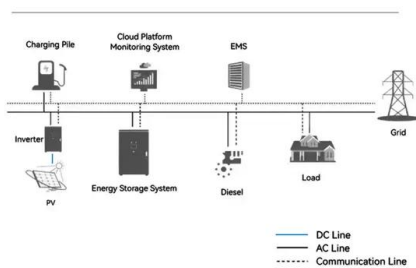 Cloud Platform
Monitoring System
Charging Pile
EMS
Grid
Inverter
Energy Storage System
Diesel
Load
PV
DC Line
AC Line
Communication Line